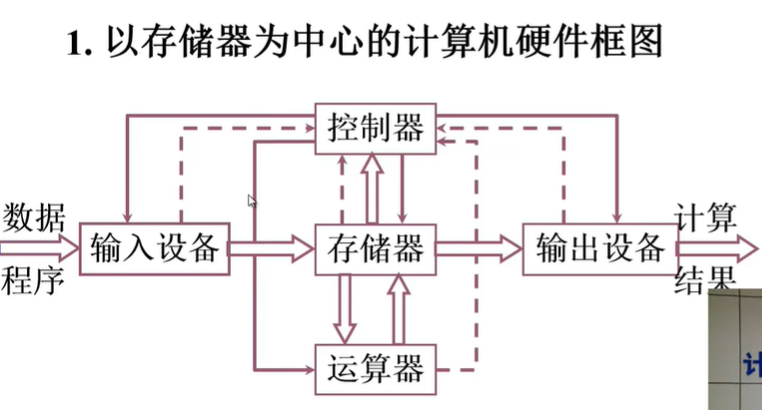 1. 以存储器为中心的计算机硬件框图
控制器
数据
程序
输入设备
存储器
输出设备
计算
结果
运算器
计